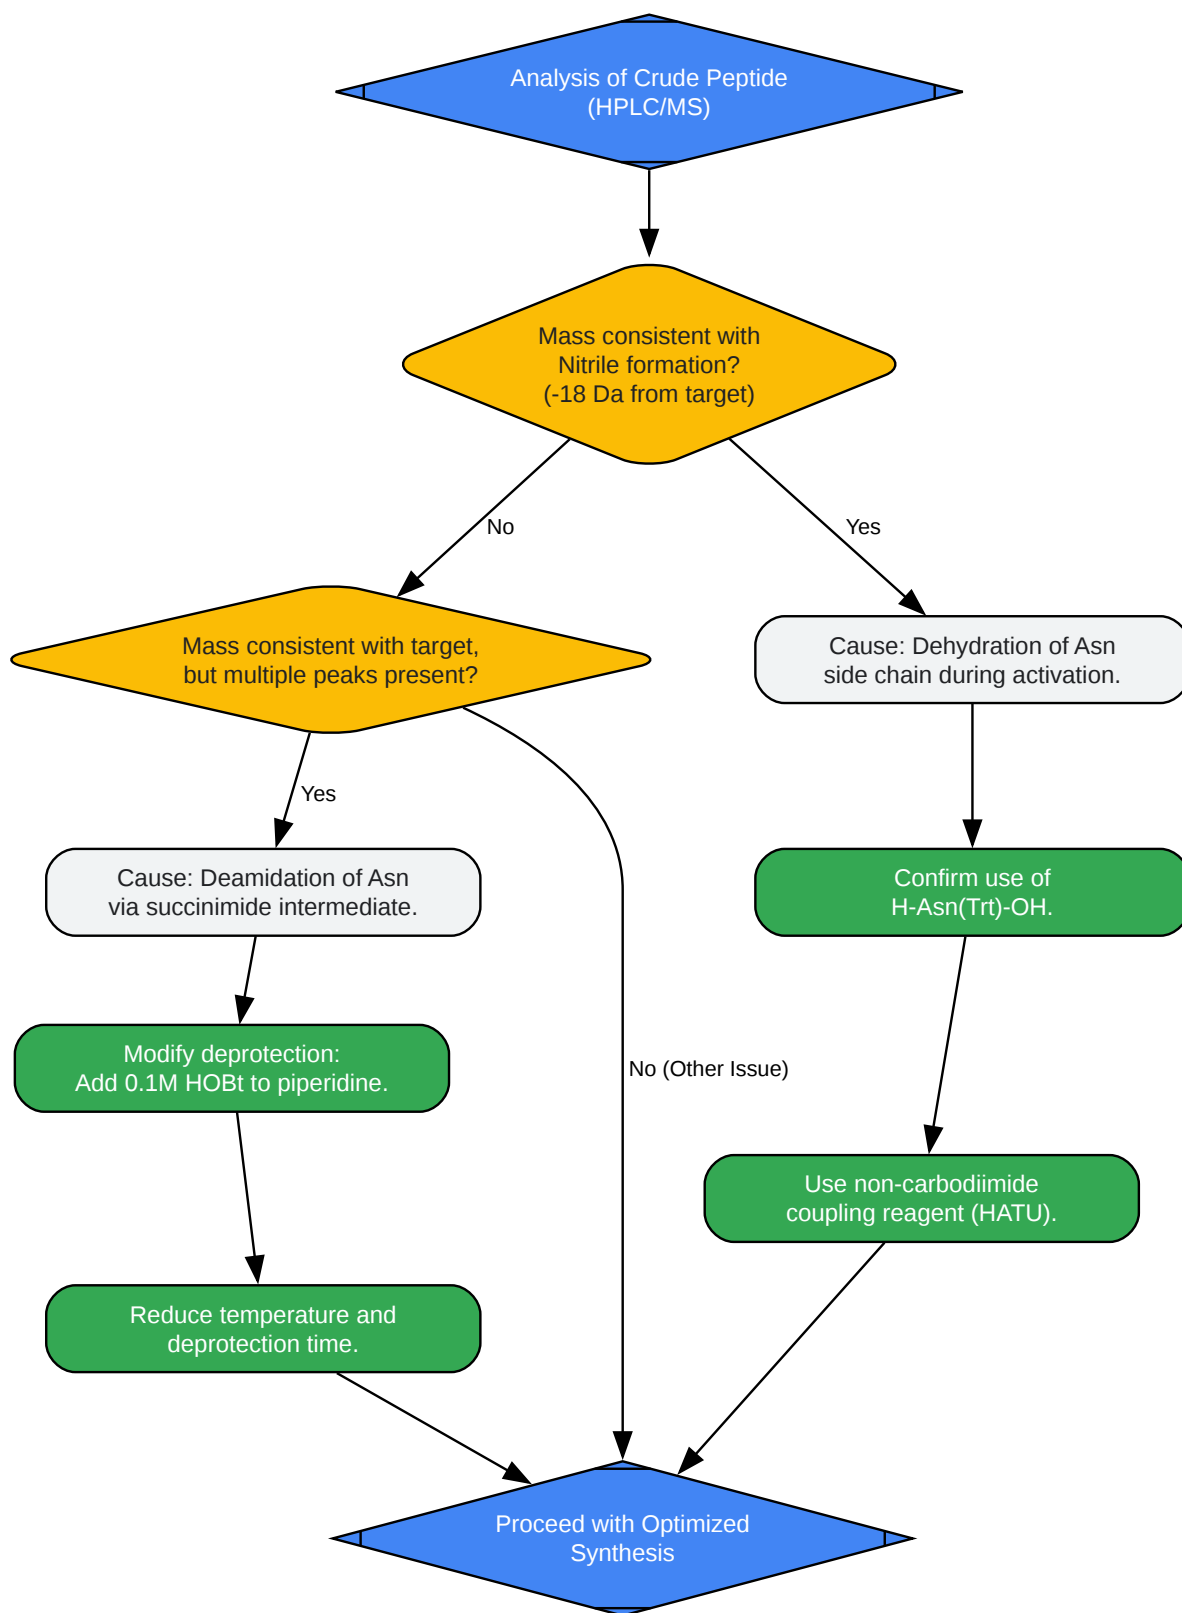 Analysis of Crude Peptide
(HPLC/MS)
Mass consistent with
Nitrile formation?
(-18 Da from target)
No
Yes
Mass consistent with target,
but multiple peaks present?
Cause: Dehydration of Asn
side chain during activation.
Yes
Cause: Deamidation of Asn
via succinimide intermediate.
Confirm use of
H-Asn(Trt)-OH.
Modify deprotection:
Add 0.1M HOBt to piperidine.
No (Other Issue)
Use non-carbodiimide
coupling reagent (HATU).
Reduce temperature and
deprotection time.
Proceed with Optimized
Synthesis